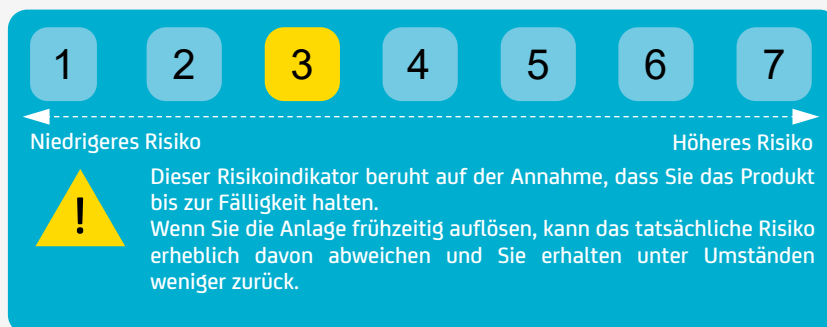 1 2 3 4 5 6 7
Niedrigeres Risiko Höheres Risiko
!
Dieser Risikoindikator beruht auf der Annahme, dass Sie das Produkt
bis zur Fälligkeit halten.
Wenn Sie die Anlage frühzeitig auflösen, kann das tatsächliche Risiko
erheblich davon abweichen und Sie erhalten unter Umständen
weniger zurück.